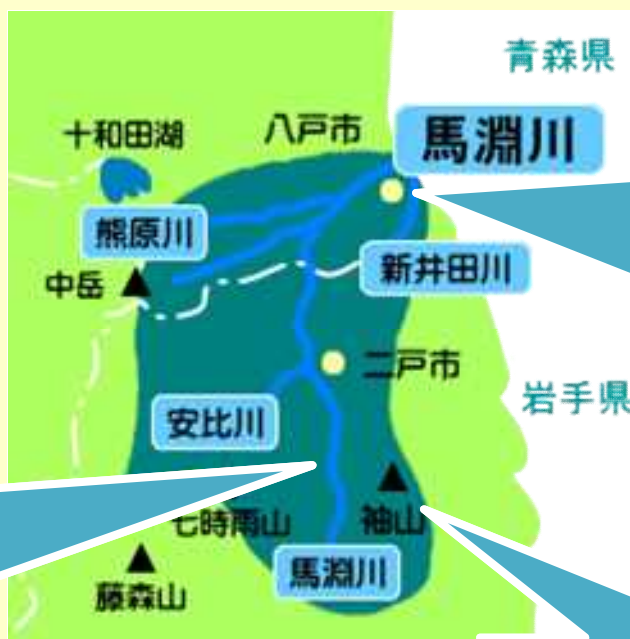 青森県
十和田湖
八戸市
馬淵川
熊原川
中岳
新井田川
二戸市
岩手県
安比川
七時雨山
袖山
馬淵川
藤森山